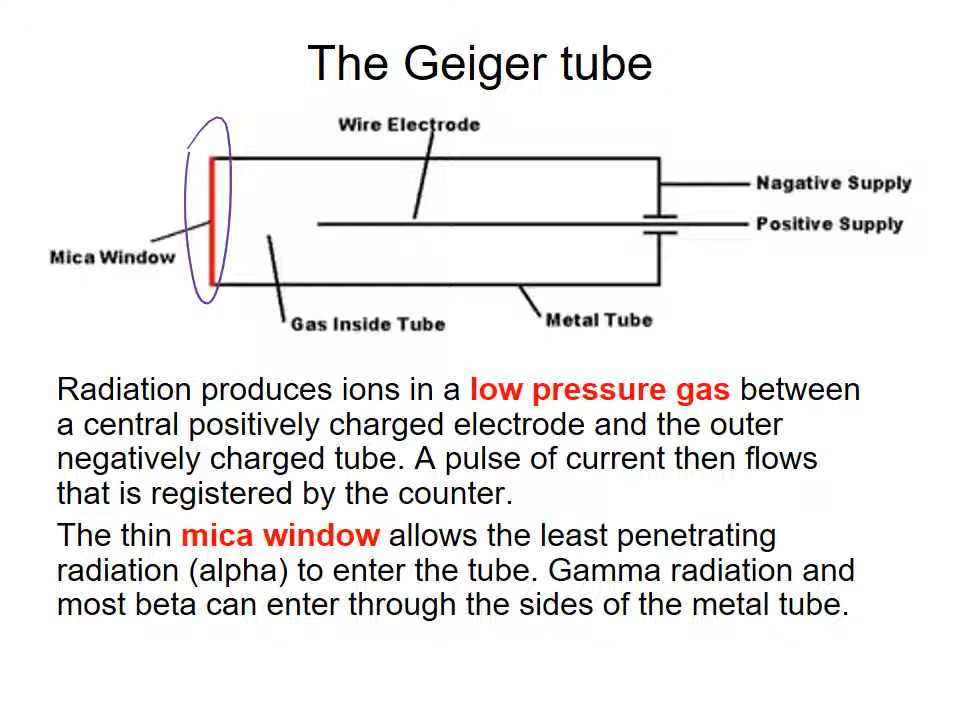 The Geiger tube
Wire Electrode
Nagative Supply
Positive Supply
Mica Window
Gas Inside Tube
Metal Tube
Radiation produces ions in a low pressure gas between
a central positively charged electrode and the outer
negatively charged tube. A pulse of current then flows
that is registered by the counter.
The thin mica window allows the least penetrating
radiation (alpha) to enter the tube. Gamma radiation and
most beta can enter through the sides of the metal tube.